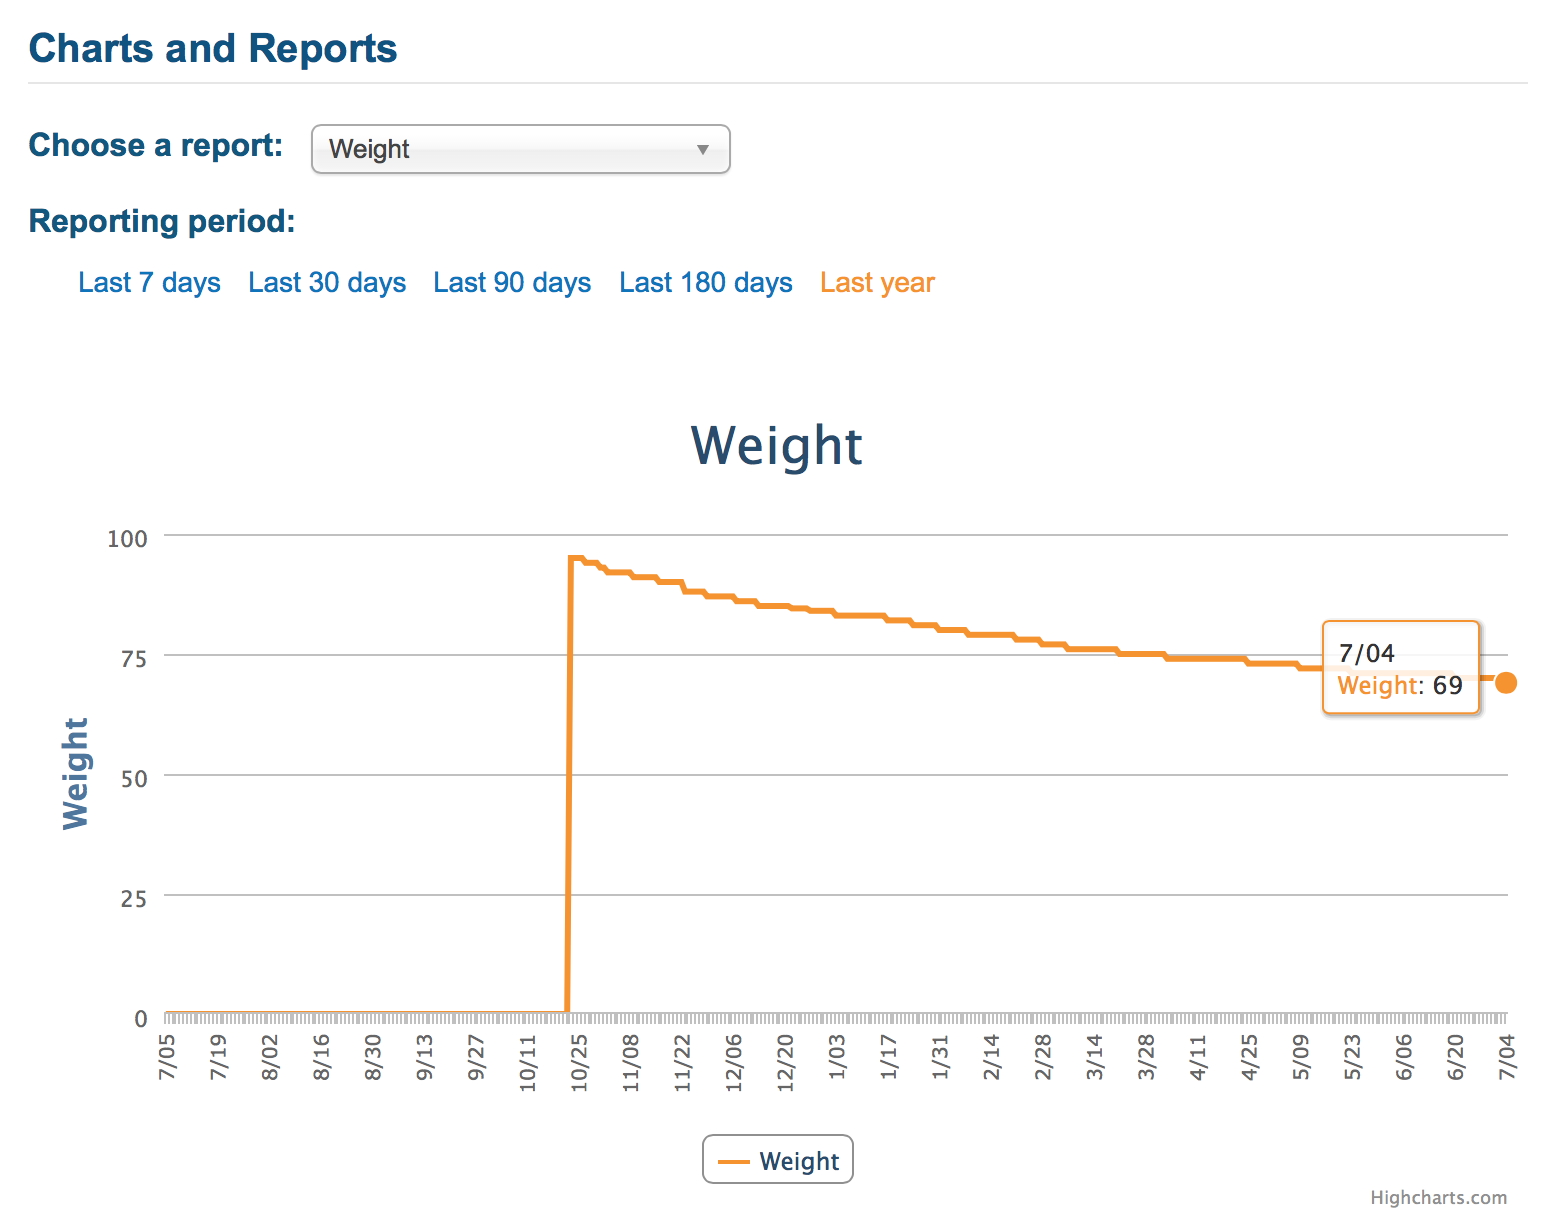 Charts and Reports
Choose a report: Weight
Reporting period:
Last 7 days Last 30 days Last 90 days Last 180 days Last year
Weight
100
75
50
25
0
Weight
7/04
Weight: 69
7/05 7/19 8/02 8/16 8/30 9/13 9/27 10/11 10/25 11/08 11/22 12/06 12/20 1/03 1/17 1/31 2/14 2/28 3/14 3/28 4/11 4/25 5/09 5/23 6/06 6/20 7/04
Weight
Highcharts.com